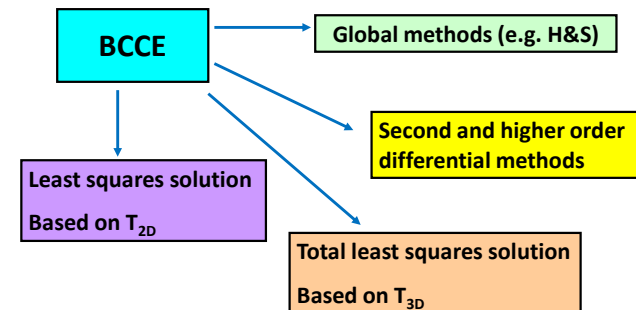 BCCE
Global methods (e.g. H&S)
Second and higher order
differential methods
Least squares solution
Based on T2D
Total least squares solution
Based on T3D